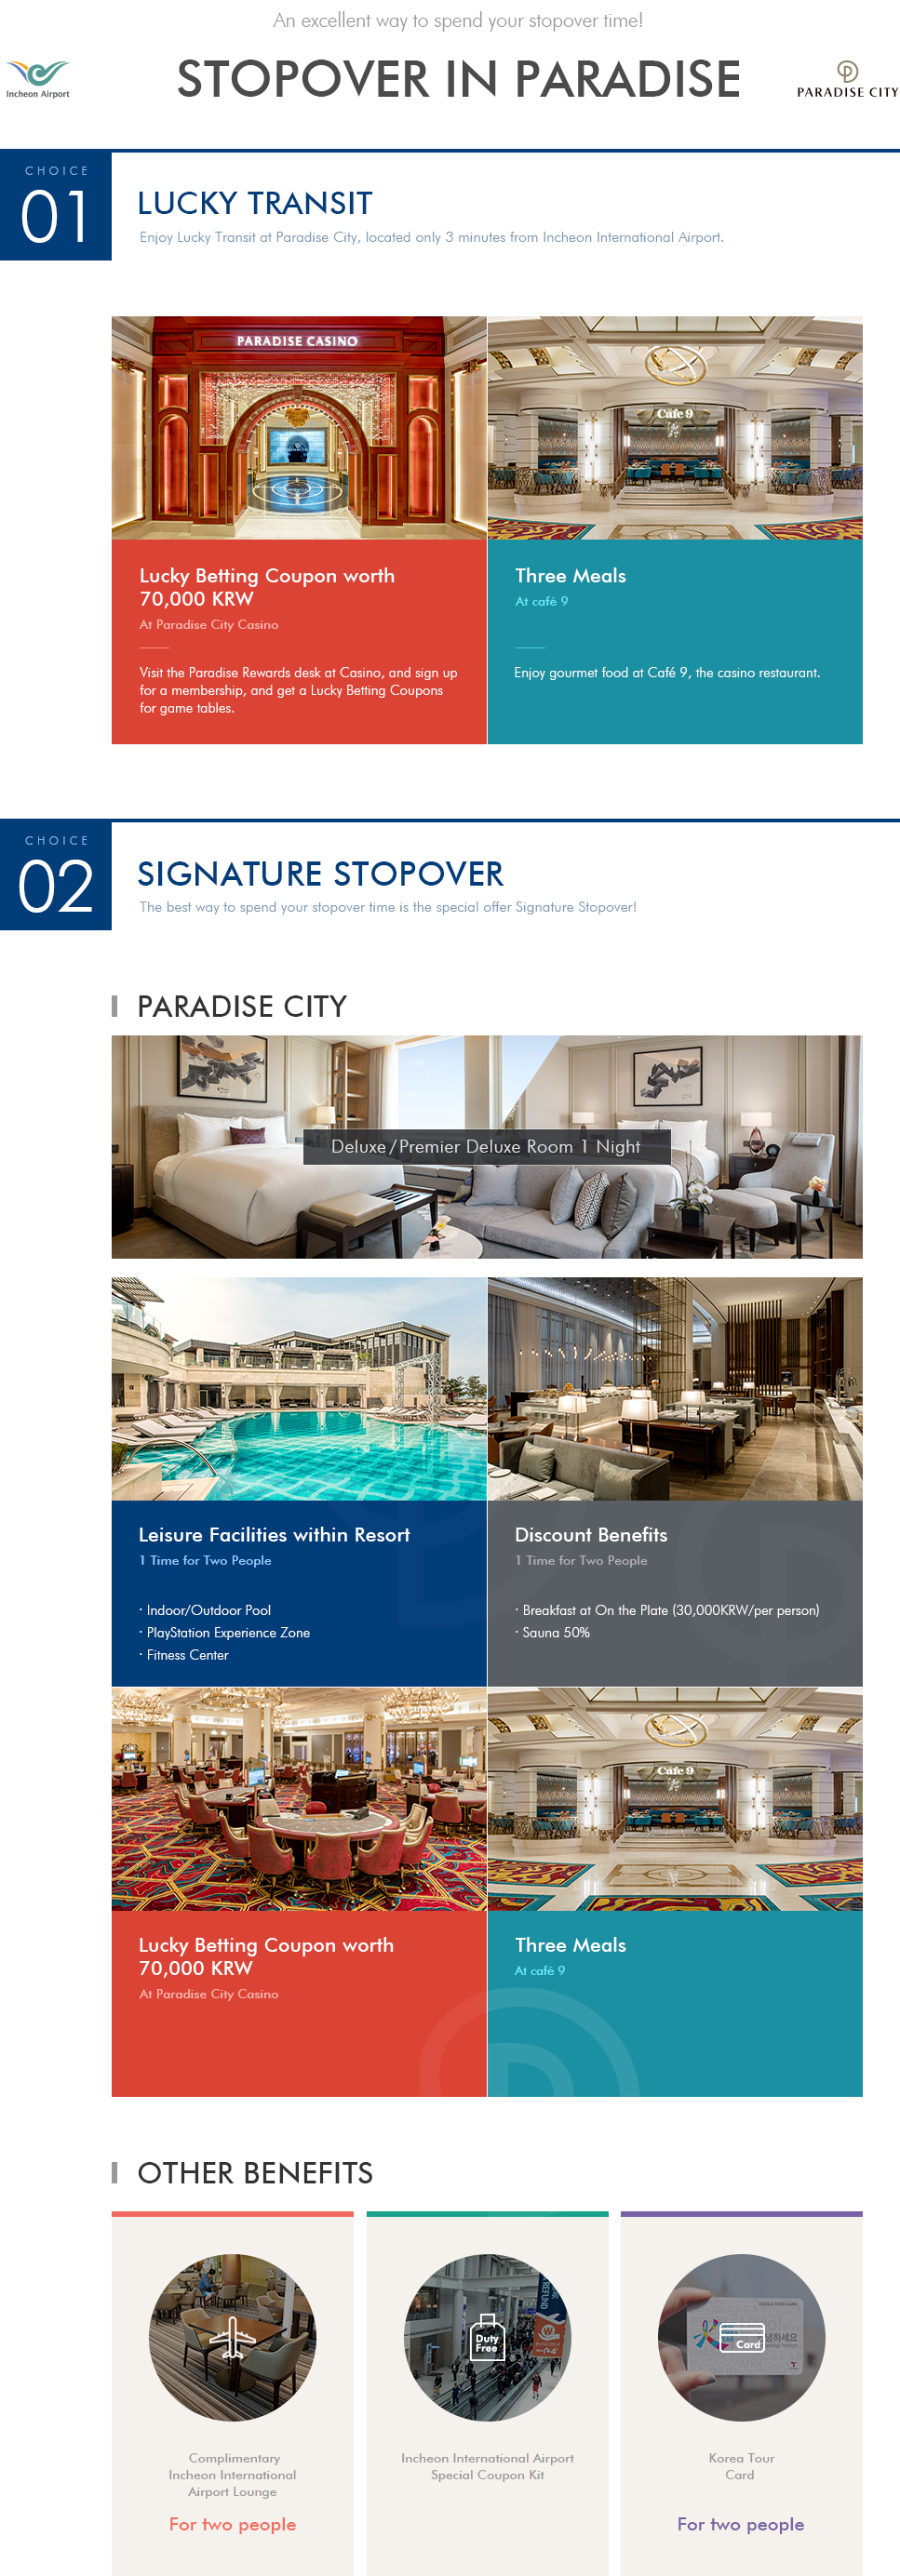 An excellent way to spend your stopover time!
Incheon Airport
STOPOVER IN PARADISE
PARADISE CITY
CHOICE
01
LUCKY TRANSIT
Enjoy Lucky Transit at Paradise City, located only 3 minutes from Incheon International Airport.
PARADISE CASINO
Café 9
Lucky Betting Coupon worth
70,000 KRW
At Paradise City Casino
Visit the Paradise Rewards desk at Casino, and sign up
for a membership, and get a Lucky Betting Coupons
for game tables.
Three Meals
At café 9
Enjoy gourmet food at Café 9, the casino restaurant.
CHOICE
02
SIGNATURE STOPOVER
The best way to spend your stopover time is the special offer Signature Stopover!
PARADISE CITY
Deluxe/Premier Deluxe Room 1 Night
Leisure Facilities within Resort
1 Time for Two People
· Indoor/Outdoor Pool
· PlayStation Experience Zone
· Fitness Center
Discount Benefits
1 Time for Two People
· Breakfast at On the Plate (30,000KRW/per person)
· Sauna 50%
Café 9
Lucky Betting Coupon worth
70,000 KRW
At Paradise City Casino
Three Meals
At café 9
OTHER BENEFITS
REFUND
Duty
Free
KOREA TOUR CARD
하세요
Card
Complimentary
Incheon International
Airport Lounge
For two people
Incheon International Airport
Special Coupon Kit
Korea Tour
Card
For two people